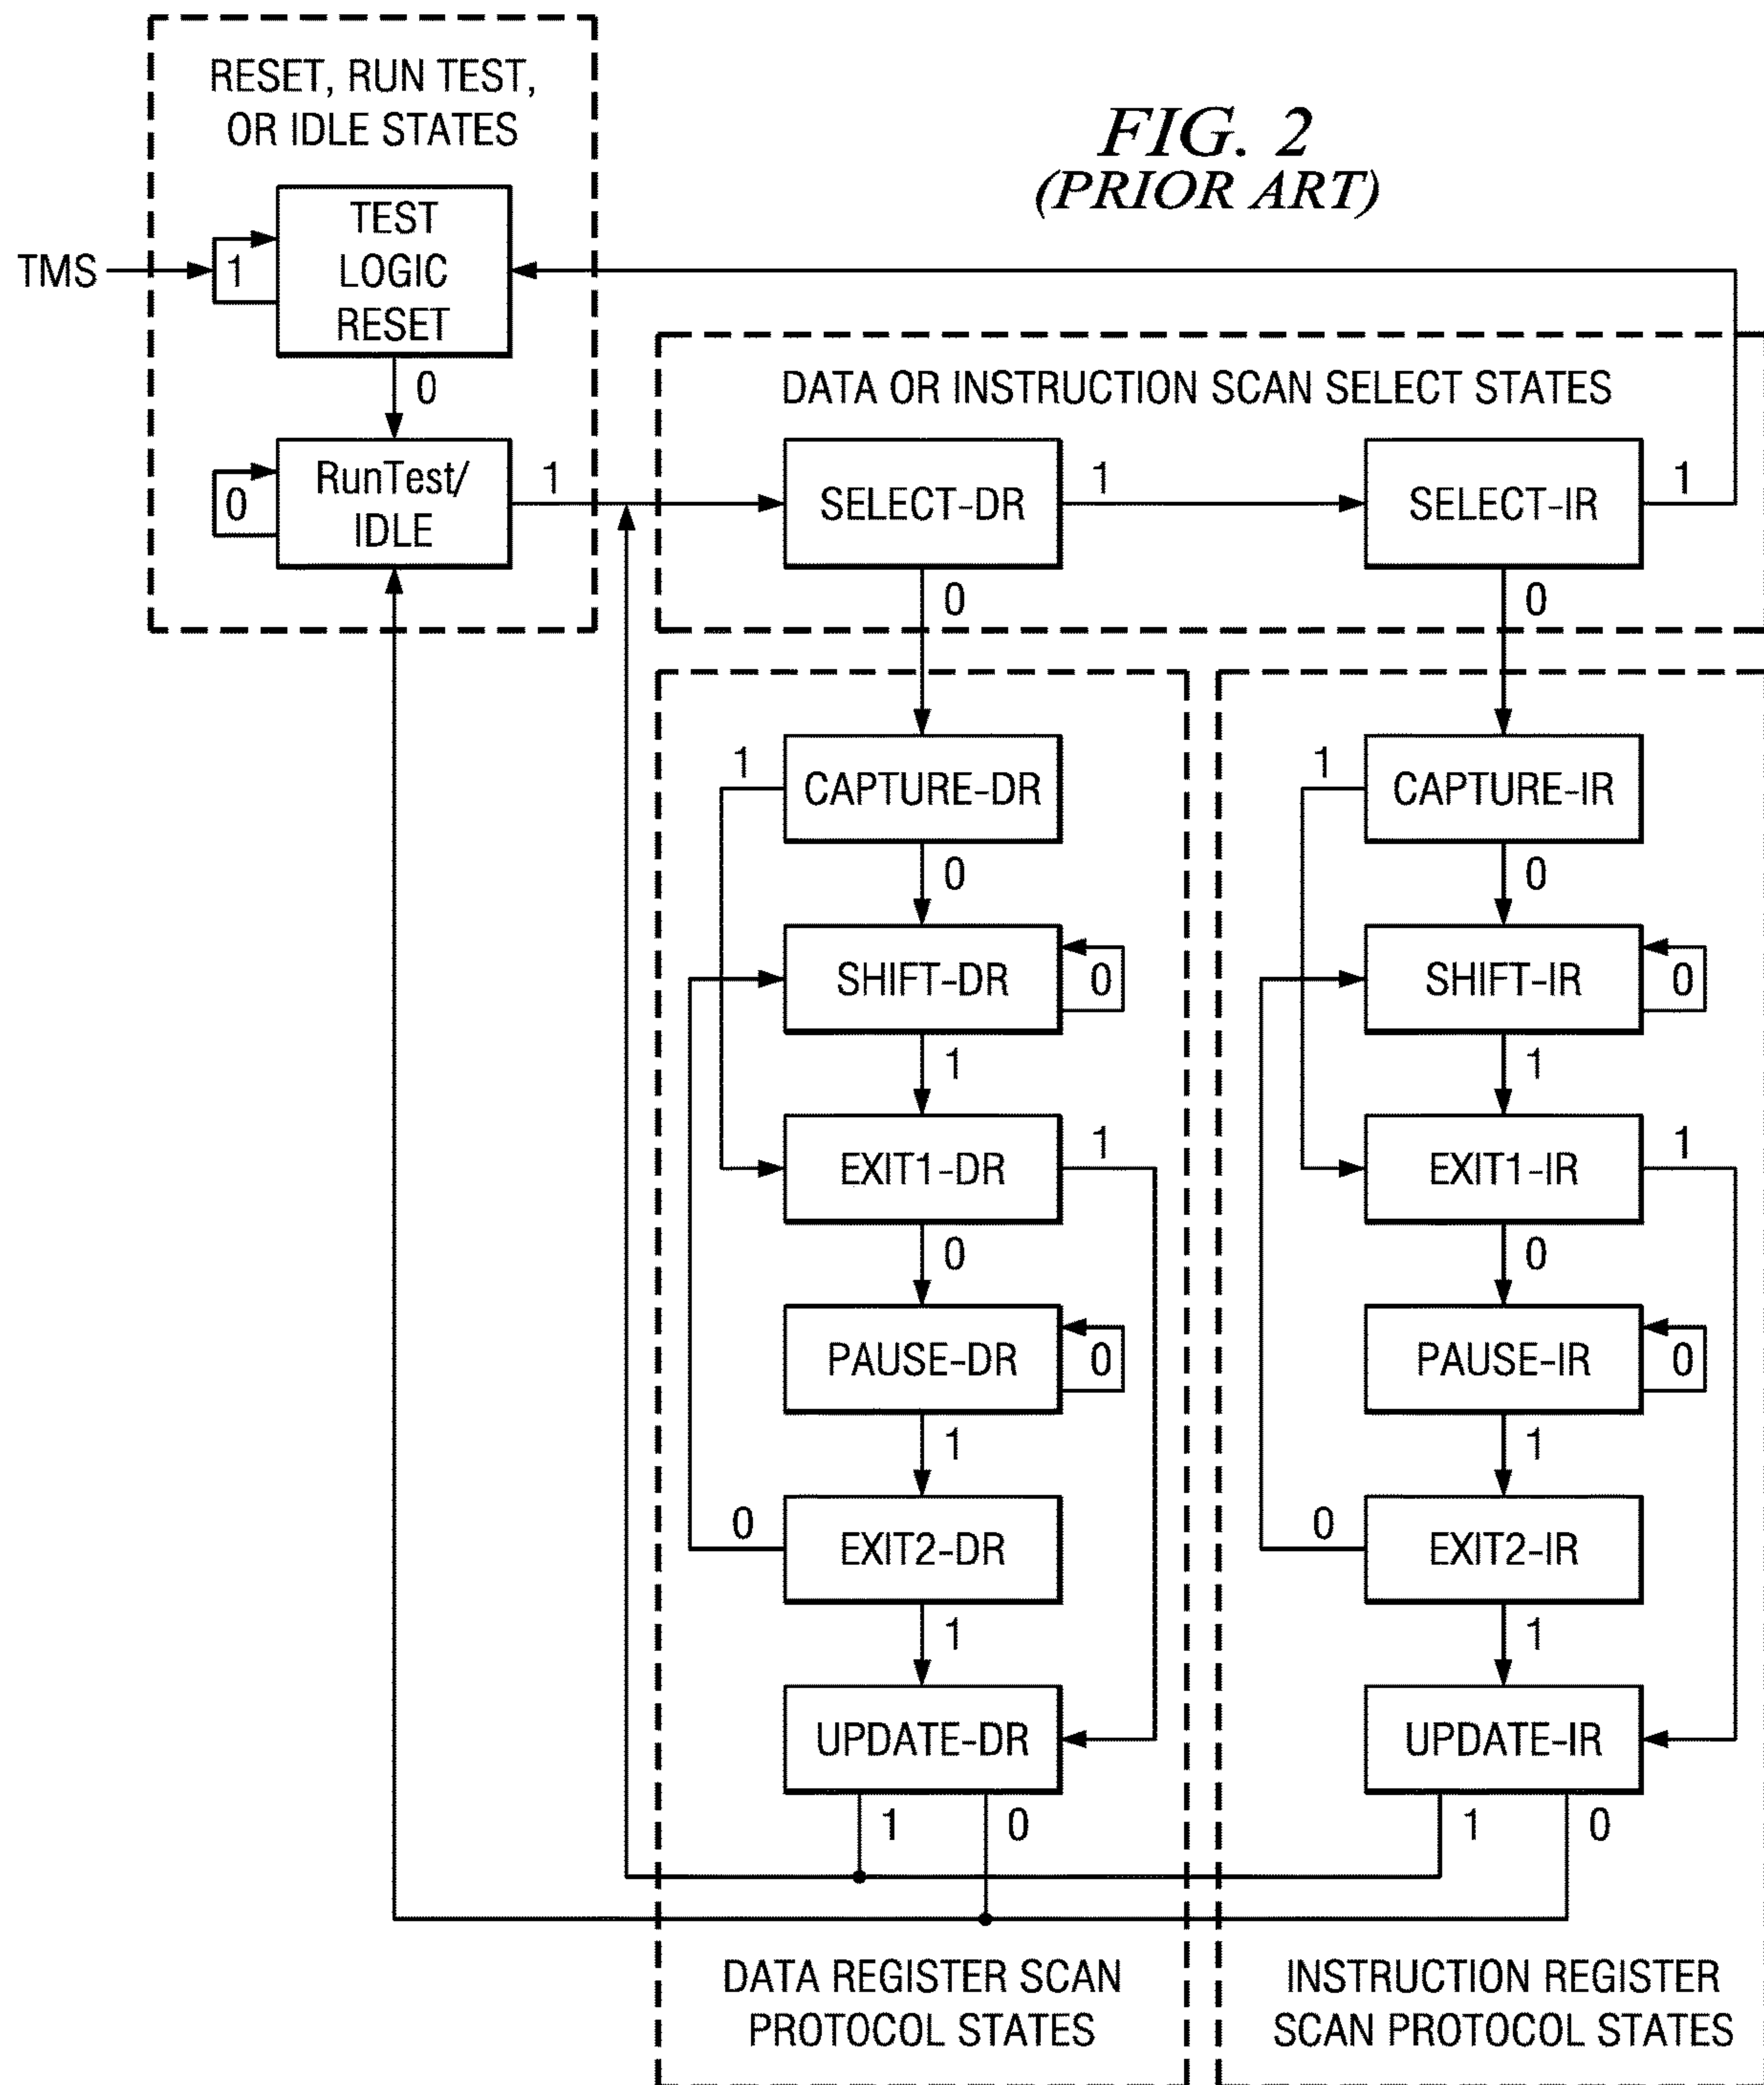 RESET, RUN TEST,
OR IDLE STATES
FIG. 2
(PRIOR ART)
TMS
1
TEST
LOGIC
RESET
0
DATA OR INSTRUCTION SCAN SELECT STATES
0
RunTest/
IDLE
1
SELECT-DR
1
SELECT-IR
1
0
0
1
CAPTURE-DR
1
CAPTURE-IR
0
0
SHIFT-DR
0
SHIFT-IR
0
1
1
EXIT1-DR
1
EXIT1-IR
1
0
0
PAUSE-DR
0
PAUSE-IR
0
1
1
0
EXIT2-DR
0
EXIT2-IR
1
1
UPDATE-DR
UPDATE-IR
1
0
1
0
DATA REGISTER SCAN
PROTOCOL STATES
INSTRUCTION REGISTER
SCAN PROTOCOL STATES